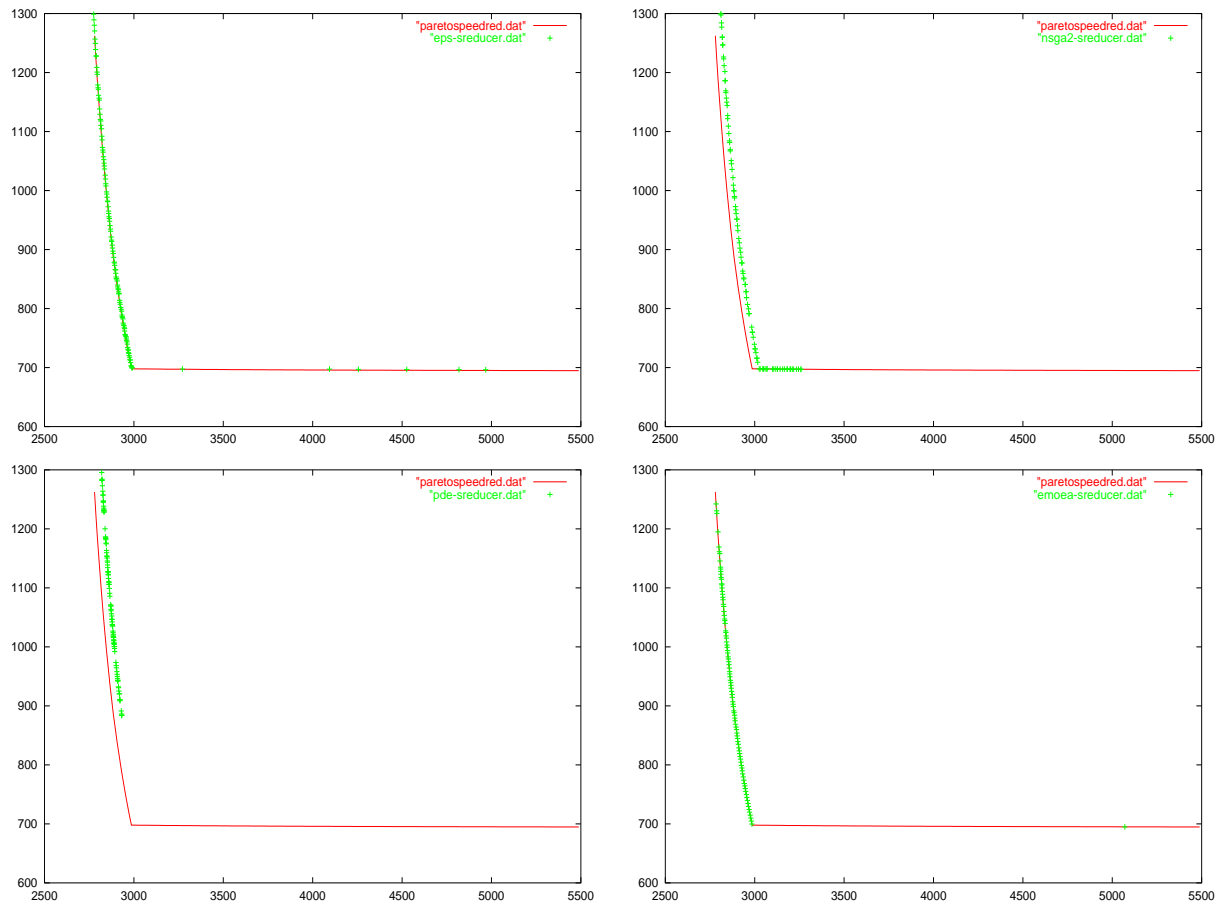 1300
1200
1100
1000
900
800
700
600
2500 3000 3500 4000 4500 5000 5500
"paretospeedred.dat"
"eps-sreducer.dat"
1300
1200
1100
1000
900
800
700
600
2500 3000 3500 4000 4500 5000 5500
"paretospeedred.dat"
"nsga2-sreducer.dat"
1300
1200
1100
1000
900
800
700
600
2500 3000 3500 4000 4500 5000 5500
"paretospeedred.dat"
"pde-sreducer.dat"
1300
1200
1100
1000
900
800
700
600
2500 3000 3500 4000 4500 5000 5500
"paretospeedred.dat"
"emoea-sreducer.dat"